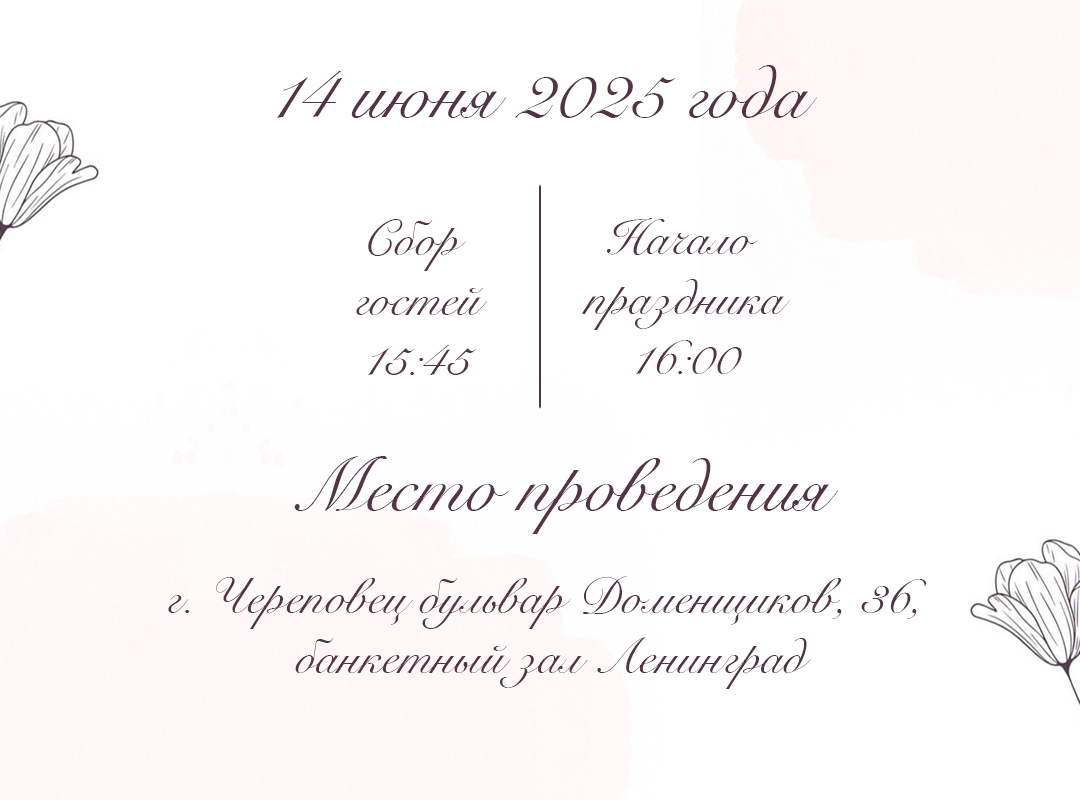 14 июня 2025 года
Сбор
гостей
15:45
Начало
праздника
16:00
Место проведения
г. Череповец бульвар Доменщиков, 36,
банкетный зал Ленинград